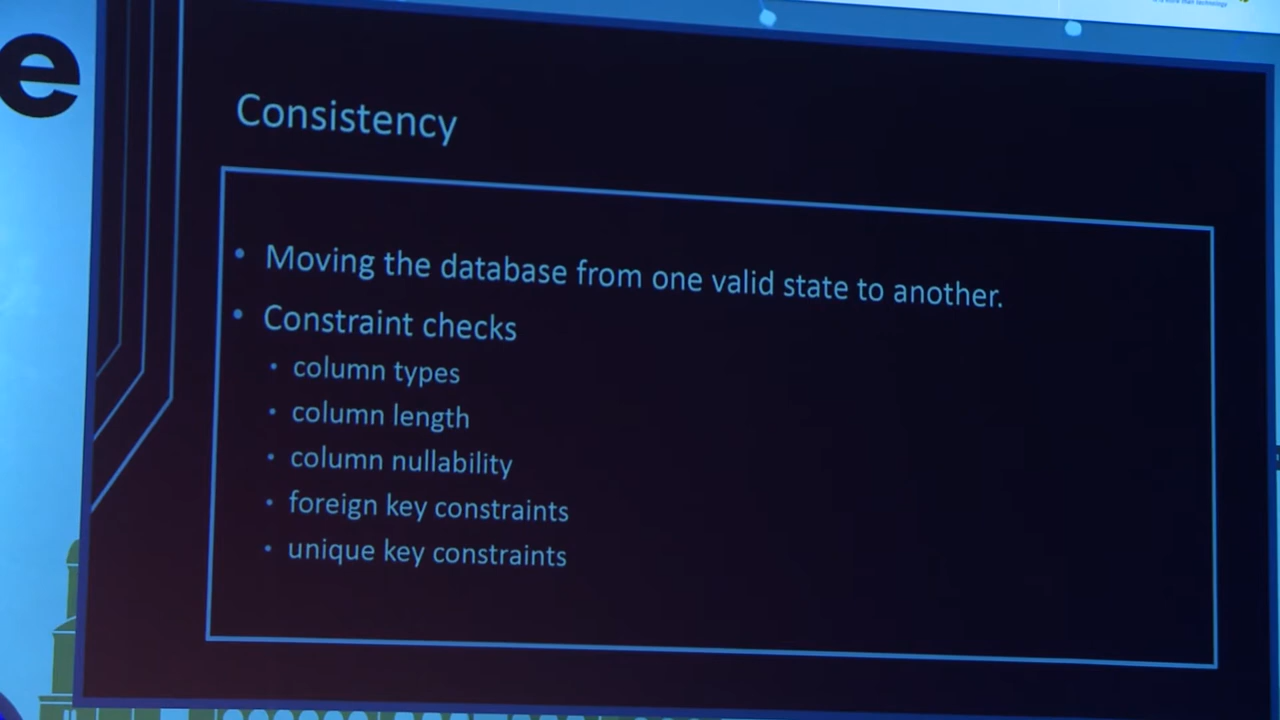 e
Consistency
• Moving the database from one valid state to another.
• Constraint checks
• column types
• column length
• column nullability
• foreign key constraints
• unique key constraints